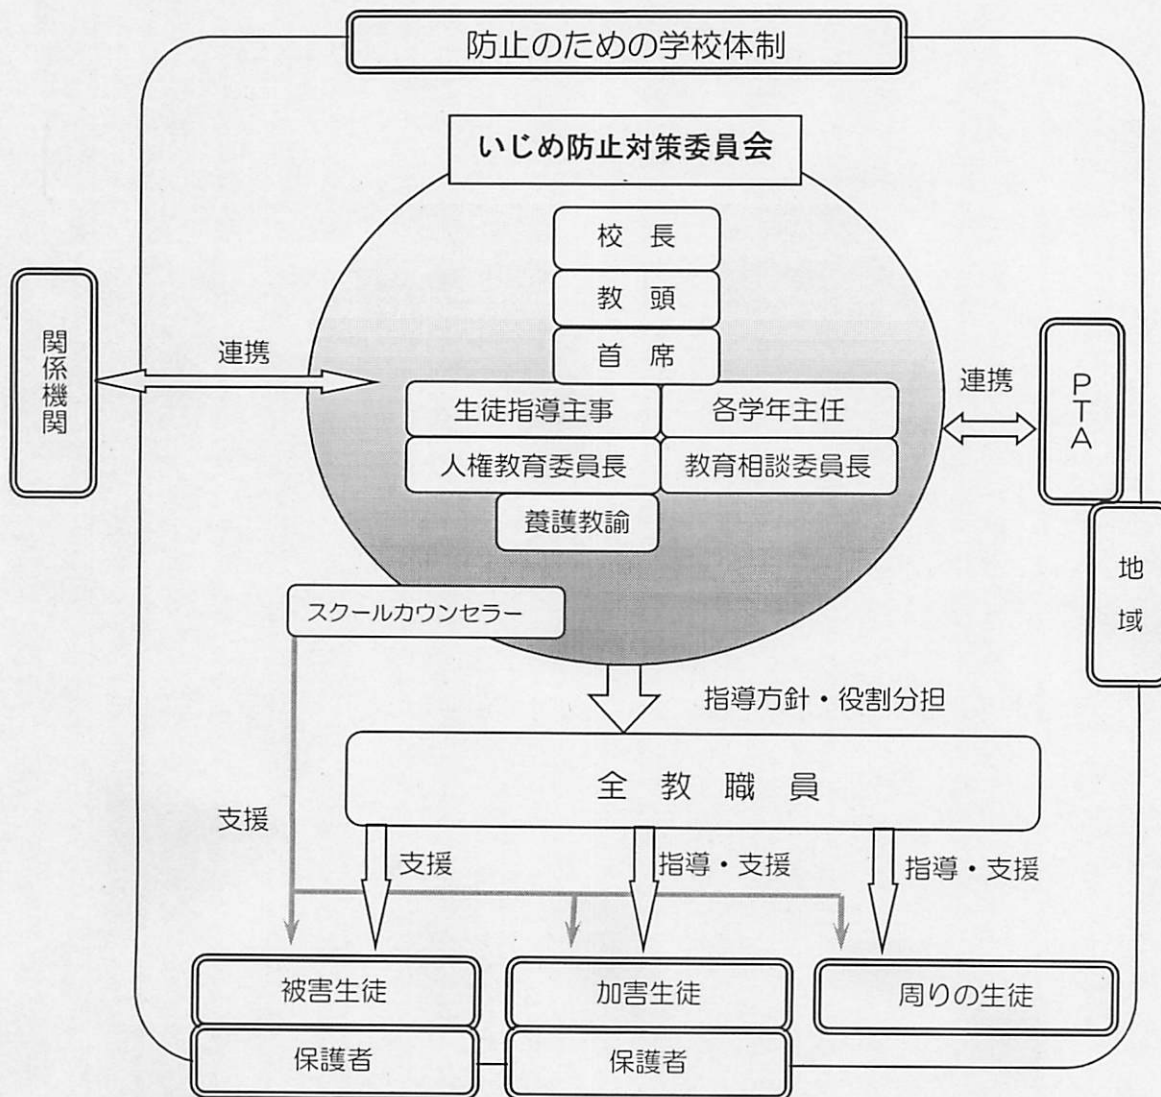 防止のための学校体制
いじめ防止対策委員会
校 長
教 頭
首 席
生徒指導主事
各学年主任
人権教育委員長
教育相談委員長
養護教諭
スクールカウンセラー
関係機関
連携
連携
PTA
地域
指導方針・役割分担
全 教 職 員
支援
支援
指導・支援
指導・支援
被害生徒
加害生徒
周りの生徒
保護者
保護者